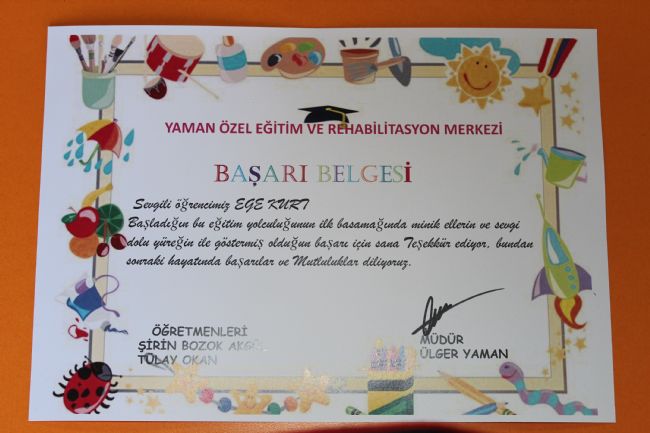 YAMAN ÖZEL EĞİTİM VE REHABİLİTASYON MERKEZİ
BAŞARI BELGESİ
Sevgili öğrencimiz EGE KURT
Başladığın bu eğitim yolculuğunun ilk basamağında minik ellerin ve sevgi
dolu yüreğin ile göstermiş olduğun başarı için sana Teşekkür ediyor, bundan
sonraki hayatında başarılar ve Mutluluklar diliyoruz.
ÖĞRETMENLERİ
ŞİRİN BOZOK AKGÜL
TÜLAY OKAN
MÜDÜR
ÜLGER YAMAN